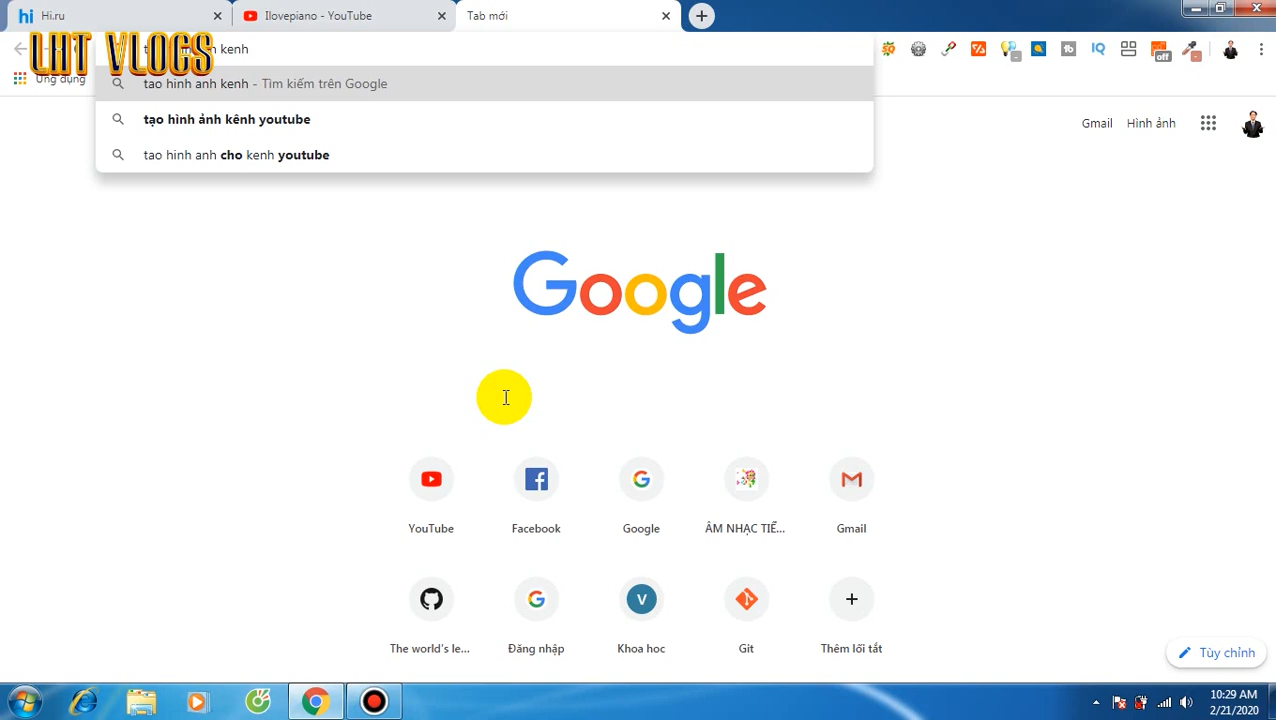 Hi.ru
Ilovepiano - YouTube
Tab mới
LHT VLOGS
kenh
Ứng dụng
tao hinh anh kenh - Tìm kiếm trên Google
tạo hình ảnh kênh youtube
tao hinh anh cho kenh youtube
off
Gmail
Hình ảnh
Google
YouTube
Facebook
Google
ÂM NHẠC TIỂ...
Gmail
V
The world's le...
Đăng nhập
Khoa học
Git
Thêm lối tắt
Tùy chỉnh
10:29 AM
2/21/2020